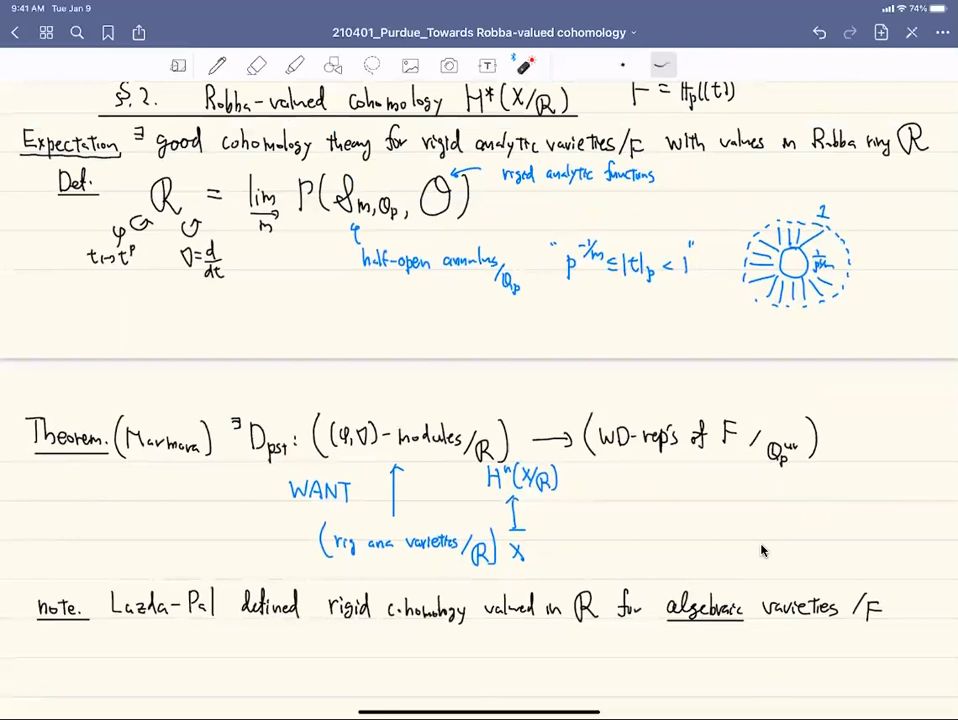 9:41 AM Tue Jan 9
74%
210401_Purdue_Towards Robba-valued cohomology
§.2. Robba-valued cohomology H*(X/R) F = Fp((t))
Expectation ∃ good cohomology theory for rigid analytic varieties/F with values in Robba ring R
Def. R = lim→m Γ(Sm,Qp, O) ← rigid analytic functions
φ t↦t^p ∇=d/dt
half-open annulus/Qp "p^{-1/m} ≤ |t|p < 1" 1
Theorem. (Marmora) ∃ Dpst : ((φ,∇)-modules/R) → (WD-rep's of F /Qp^ur)
WANT ↑ H^n(X/R)
(rig ana varieties/R) X
note. Lazda-Pal defined rigid cohomology valued in R for algebraic varieties /F